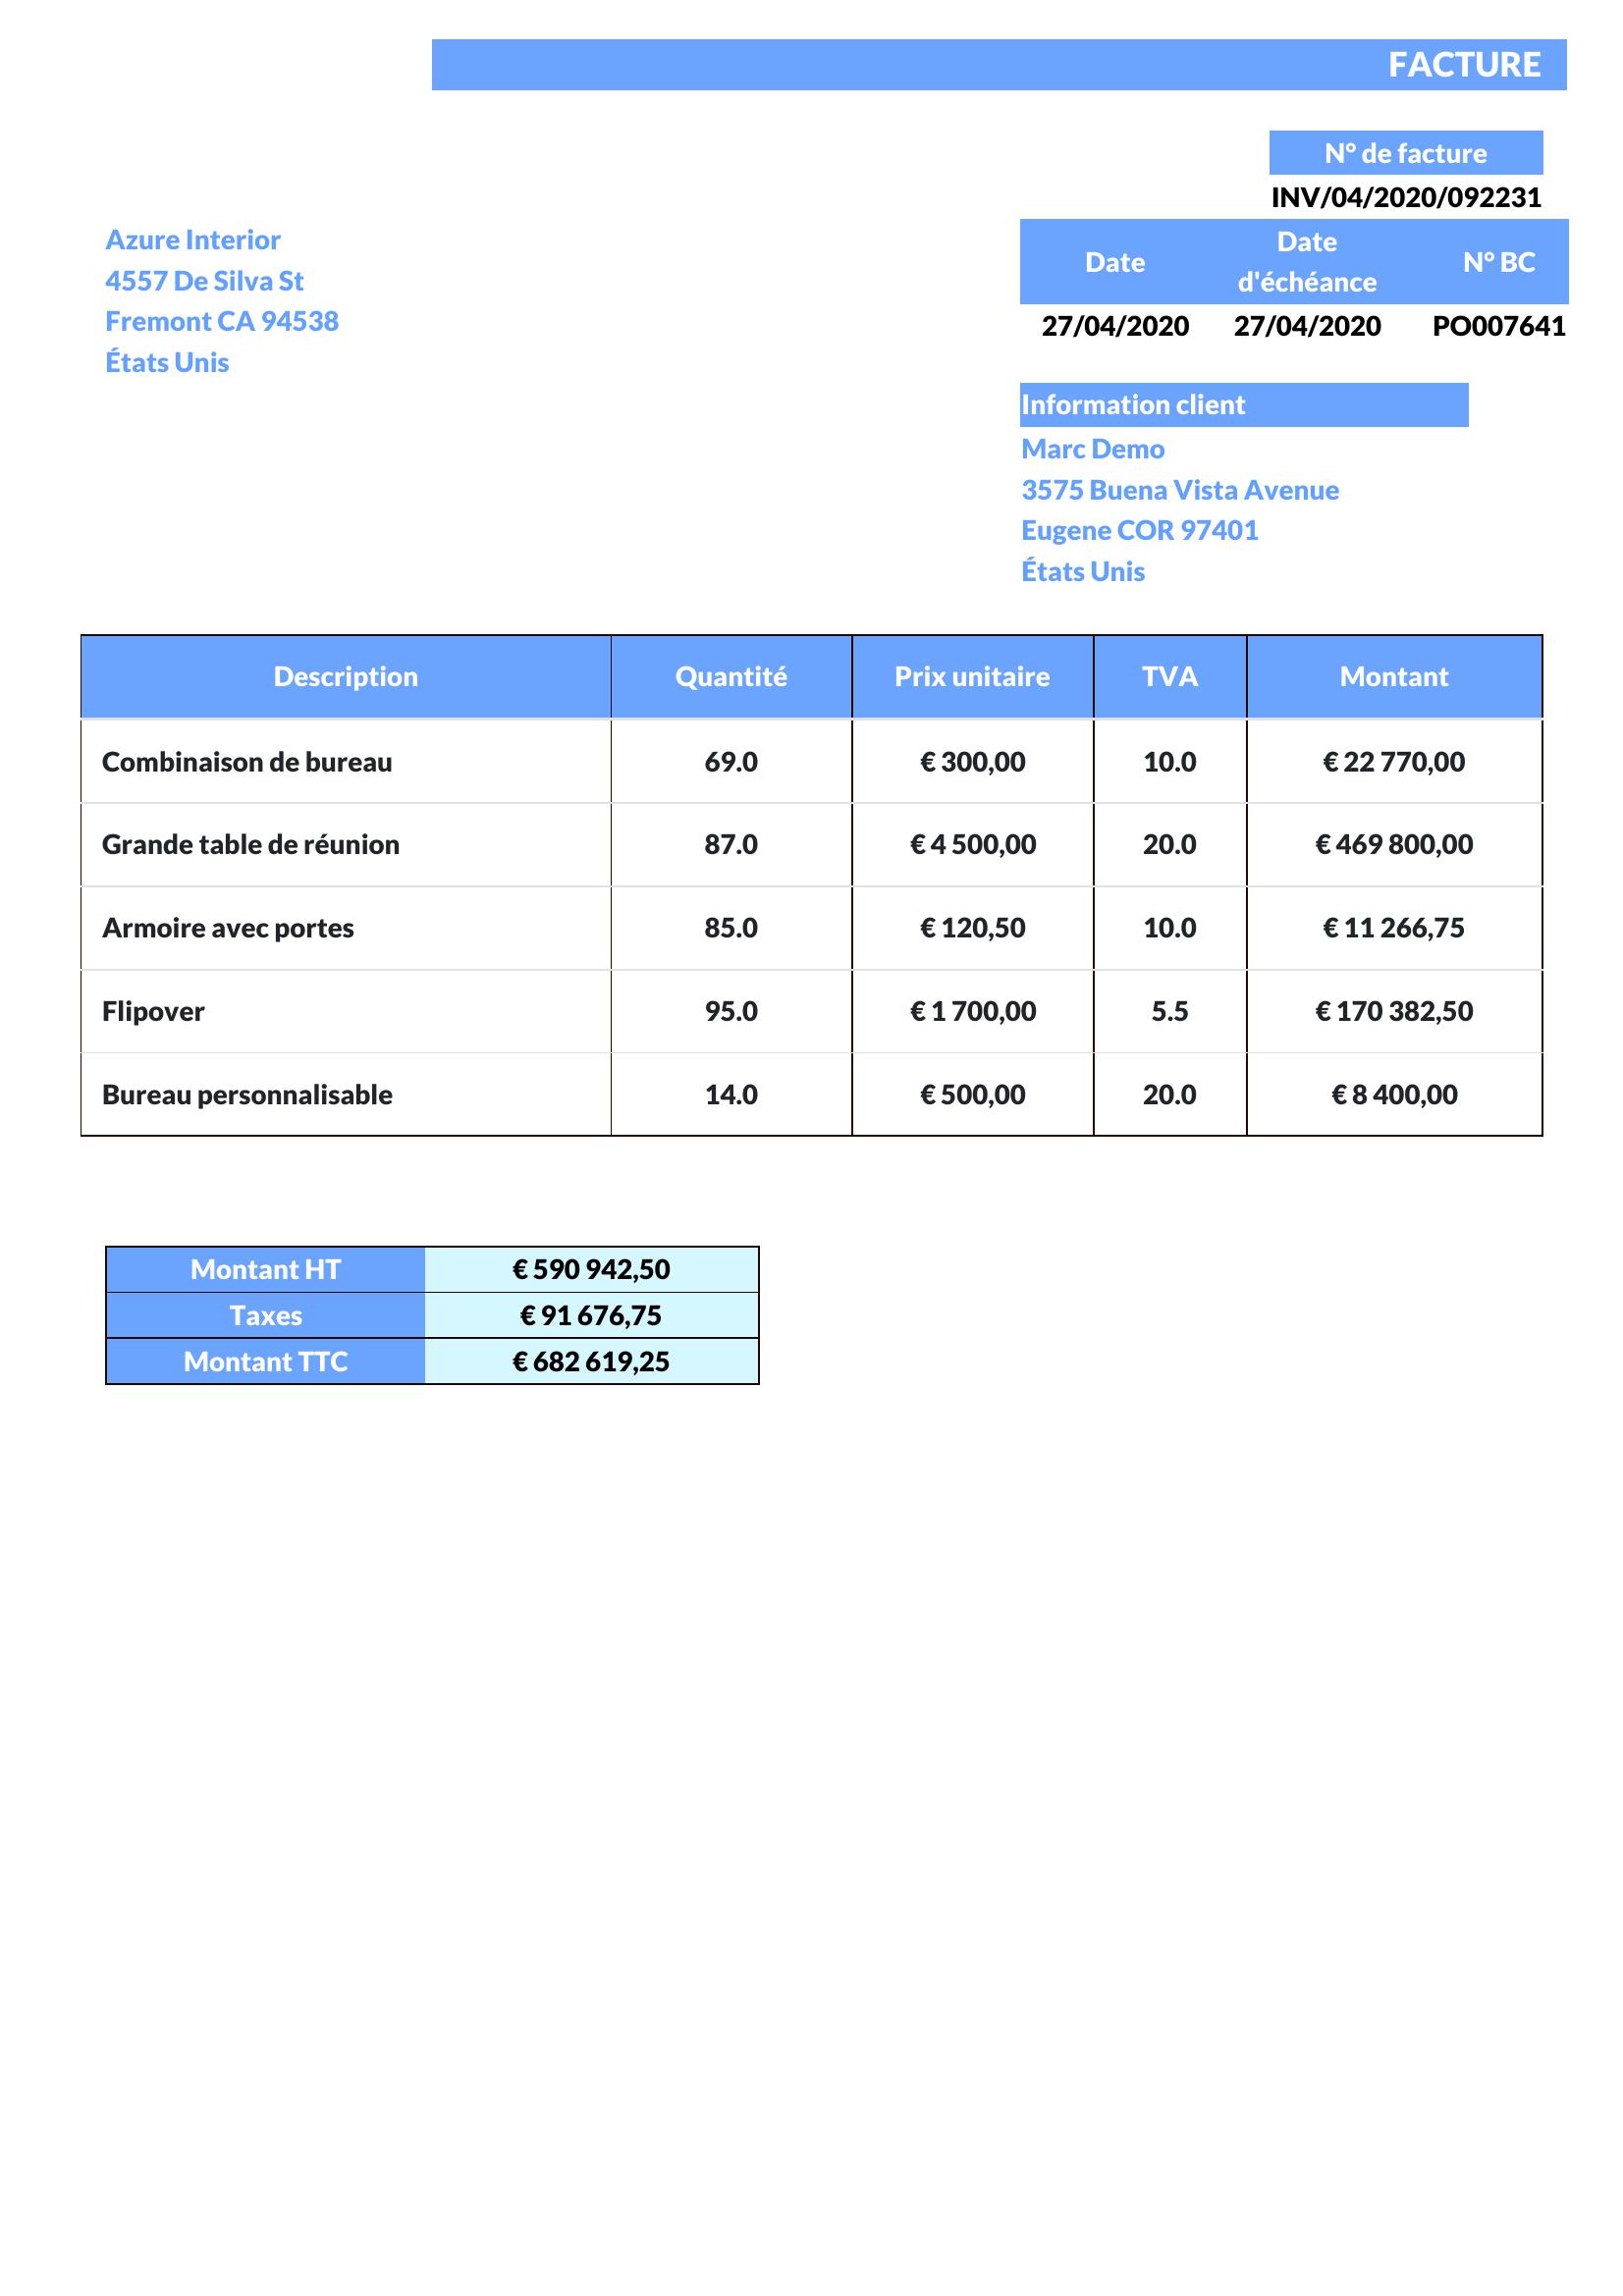 FACTURE
N° de facture
INV/04/2020/092231
Azure Interior
4557 De Silva St
Fremont CA 94538
États Unis
Date Date d'échéance N° BC
27/04/2020 27/04/2020 PO007641
Information client
Marc Demo
3575 Buena Vista Avenue
Eugene COR 97401
États Unis
Description Quantité Prix unitaire TVA Montant
Combinaison de bureau 69.0 € 300,00 10.0 € 22 770,00
Grande table de réunion 87.0 € 4 500,00 20.0 € 469 800,00
Armoire avec portes 85.0 € 120,50 10.0 € 11 266,75
Flipover 95.0 € 1 700,00 5.5 € 170 382,50
Bureau personnalisable 14.0 € 500,00 20.0 € 8 400,00
Montant HT € 590 942,50
Taxes € 91 676,75
Montant TTC € 682 619,25